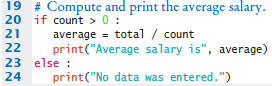 19 # Compute and print the average salary.
20 if count > 0 :
21     average = total / count
22     print("Average salary is", average)
23 else :
24     print("No data was entered.")